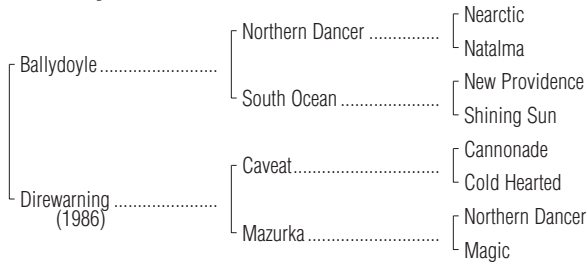 Nearctic
Northern Dancer ................
Natalma
Ballydoyle .......................
New Providence
South Ocean ......................
Shining Sun
Cannonade
Caveat.............................
Cold Hearted
Direwarning ....................
(1986)
Northern Dancer
Mazurka ..........................
Magic